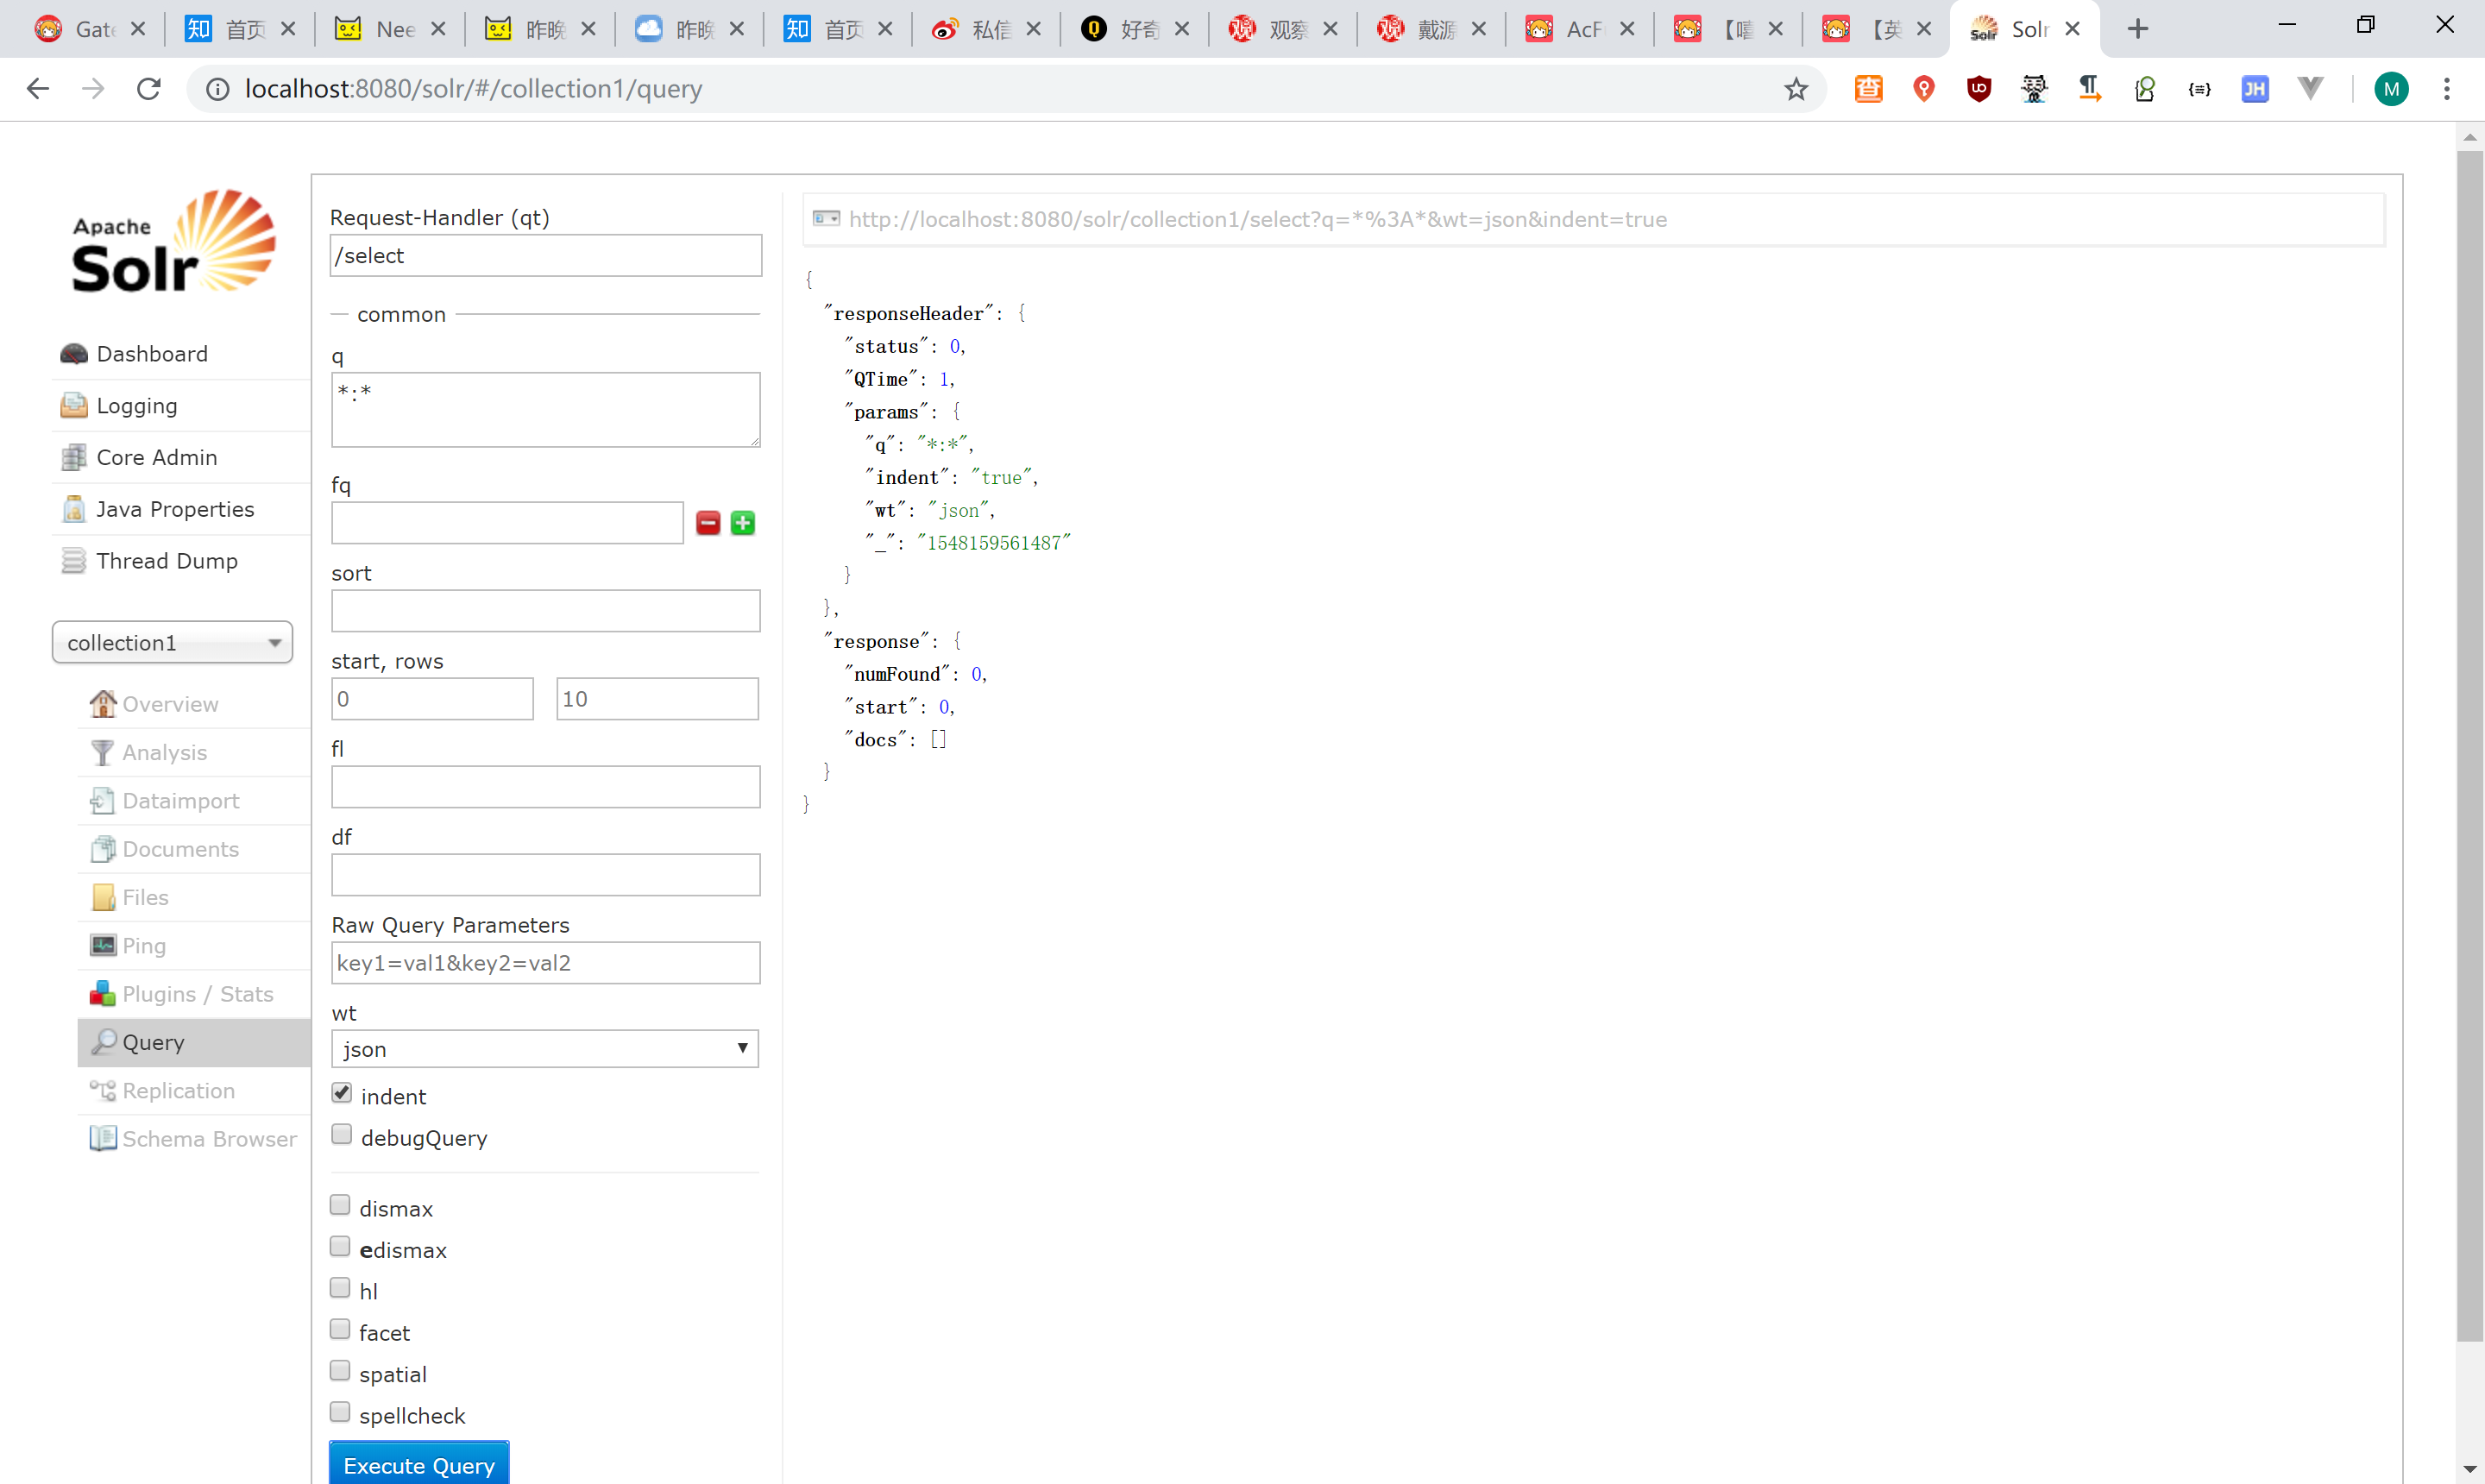 Gate
首页
Nee
昨晚
昨晚
首页
私信
好奇
观察
戴源
AcF
【嘻
【英
Solr
localhost:8080/solr/#/collection1/query
JH
M
Apache
Solr
Dashboard
Logging
Core Admin
Java Properties
Thread Dump
collection1
Overview
Analysis
Dataimport
Documents
Files
Ping
Plugins / Stats
Query
Replication
Schema Browser
Request-Handler (qt)
/select
common
q
*:*
fq
sort
start, rows
0 10
fl
df
Raw Query Parameters
key1=val1&key2=val2
wt
json
indent
debugQuery
dismax
edismax
hl
facet
spatial
spellcheck
Execute Query
http://localhost:8080/solr/collection1/select?q=*%3A*&wt=json&indent=true
{
"responseHeader": {
"status": 0,
"QTime": 1,
"params": {
"q": "*:*",
"indent": "true",
"wt": "json",
"_": "1548159561487"
}
},
"response": {
"numFound": 0,
"start": 0,
"docs": []
}
}